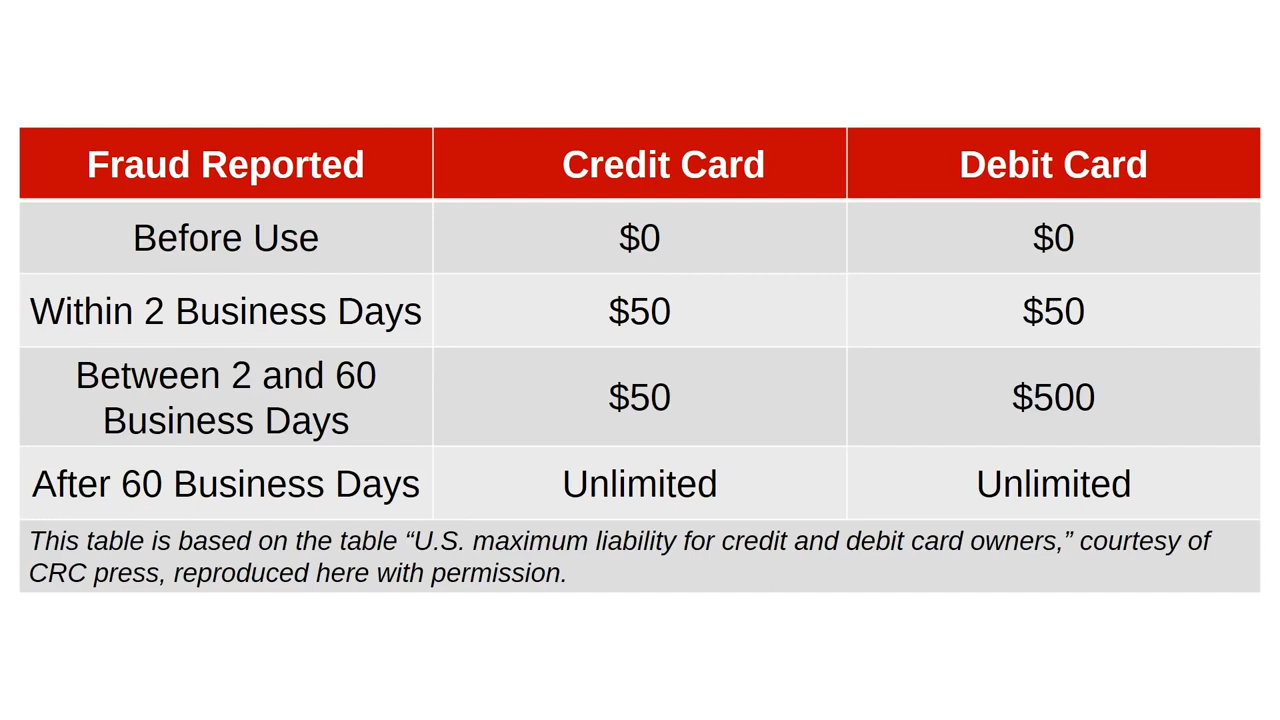 Fraud Reported Credit Card Debit Card
Before Use $0 $0
Within 2 Business Days $50 $50
Between 2 and 60
Business Days $50 $500
After 60 Business Days Unlimited Unlimited
This table is based on the table “U.S. maximum liability for credit and debit card owners,” courtesy of
CRC press, reproduced here with permission.